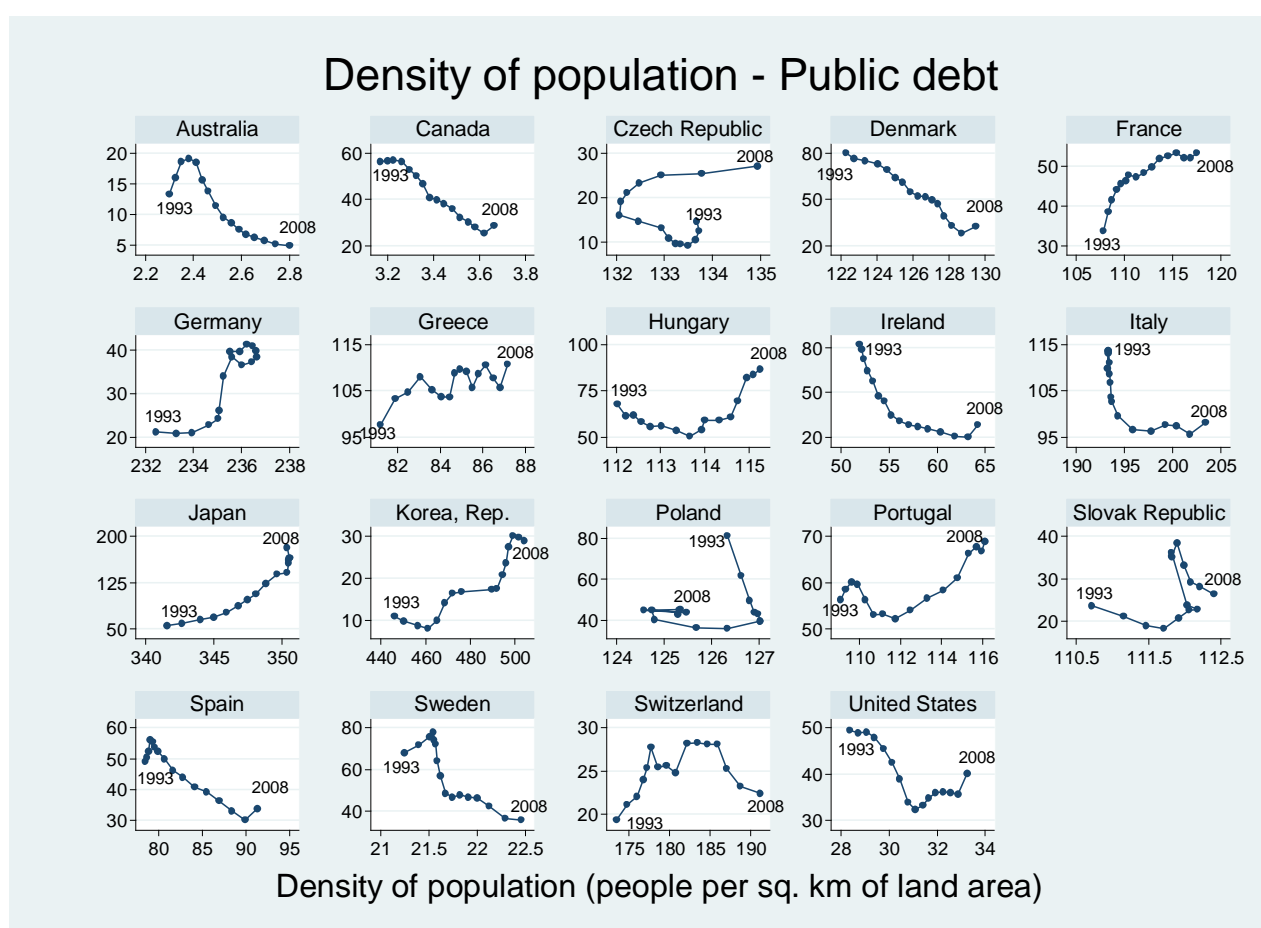 Density of population - Public debt
Australia Canada Czech Republic Denmark France
20 15 10 5
1993 2008
2.2 2.4 2.6 2.8
60 40 20
1993 2008
3.2 3.4 3.6 3.8
30 20 10
2008 1993
132 133 134 135
80 50 20
1993 2008
122 124 126 128 130
50 40 30
1993 2008
105 110 115 120
Germany Greece Hungary Ireland Italy
40 30 20
1993 2008
232 234 236 238
115 105 95
1993 2008
82 84 86 88
100 75 50
1993 2008
112 113 114 115
80 50 20
1993 2008
50 55 60 65
115 105 95
1993 2008
190 195 200 205
Japan Korea, Rep. Poland Portugal Slovak Republic
200 125 50
1993 2008
340 345 350
30 20 10
1993 2008
440 460 480 500
80 60 40
1993 2008
124 125 126 127
70 60 50
1993 2008
110 112 114 116
40 30 20
1993 2008
110.5 111.5 112.5
Spain Sweden Switzerland United States
60 50 40 30
1993 2008
80 85 90 95
80 60 40
1993 2008
21 21.5 22 22.5
30 25 20
1993 2008
175 180 185 190
50 40 30
1993 2008
28 30 32 34
Density of population (people per sq. km of land area)